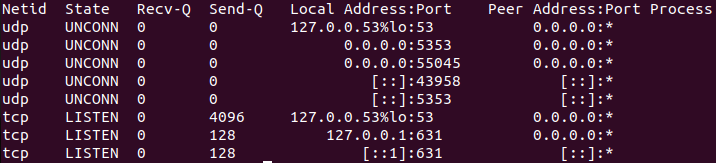 Netid State Recv-Q Send-Q Local Address:Port Peer Address:Port Process
udp UNCONN 0 0 127.0.0.53%lo:53 0.0.0.0:*
udp UNCONN 0 0 0.0.0.0:5353 0.0.0.0:*
udp UNCONN 0 0 0.0.0.0:55045 0.0.0.0:*
udp UNCONN 0 0 [::]:43958 [::]:*
udp UNCONN 0 0 [::]:5353 [::]:*
tcp LISTEN 0 4096 127.0.0.53%lo:53 0.0.0.0:*
tcp LISTEN 0 128 127.0.0.1:631 0.0.0.0:*
tcp LISTEN 0 128 [::1]:631 [::]:*